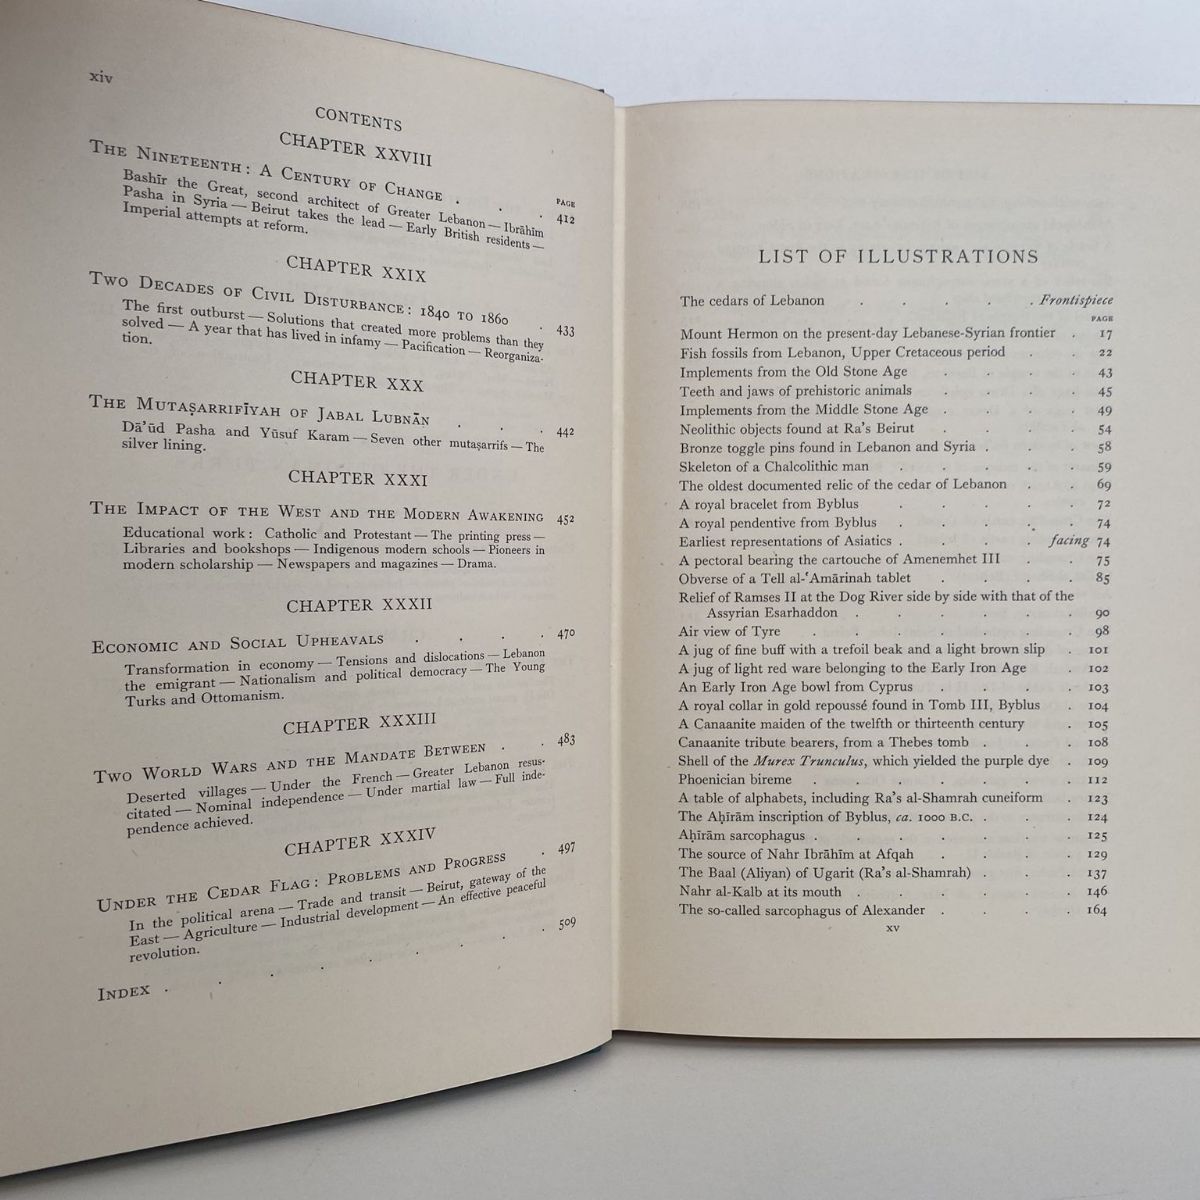 xiv
CONTENTS
CHAPTER XXVIII
PAGE
The Nineteenth: A Century of Change . . . 412
Bashīr the Great, second architect of Greater Lebanon — Ibrāhīm
Pasha in Syria — Beirut takes the lead — Early British residents —
Imperial attempts at reform.
CHAPTER XXIX
Two Decades of Civil Disturbance: 1840 to 1860 . 433
The first outburst — Solutions that created more problems than they
solved — A year that has lived in infamy — Pacification — Reorganiza-
tion.
CHAPTER XXX
The Mutaṣarrifīyah of Jabal Lubnān . . . 442
Dā'ūd Pasha and Yūsuf Karam — Seven other mutaṣarrifs — The
silver lining.
CHAPTER XXXI
The Impact of the West and the Modern Awakening 452
Educational work: Catholic and Protestant — The printing press —
Libraries and bookshops — Indigenous modern schools — Pioneers in
modern scholarship — Newspapers and magazines — Drama.
CHAPTER XXXII
Economic and Social Upheavals . . . . 470
Transformation in economy — Tensions and dislocations — Lebanon
the emigrant — Nationalism and political democracy — The Young
Turks and Ottomanism.
CHAPTER XXXIII
Two World Wars and the Mandate Between . . 483
Deserted villages — Under the French — Greater Lebanon resus-
citated — Nominal independence — Under martial law — Full inde-
pendence achieved.
CHAPTER XXXIV
Under the Cedar Flag: Problems and Progress . 497
In the political arena — Trade and transit — Beirut, gateway of the
East — Agriculture — Industrial development — An effective peaceful
revolution.
Index . . . . . . . . 509
LIST OF ILLUSTRATIONS
The cedars of Lebanon . . . . . Frontispiece
PAGE
Mount Hermon on the present-day Lebanese-Syrian frontier . 17
Fish fossils from Lebanon, Upper Cretaceous period . . 22
Implements from the Old Stone Age . . . . 43
Teeth and jaws of prehistoric animals . . . . 45
Implements from the Middle Stone Age . . . . 49
Neolithic objects found at Ra's Beirut . . . . 54
Bronze toggle pins found in Lebanon and Syria . . . 58
Skeleton of a Chalcolithic man . . . . . 59
The oldest documented relic of the cedar of Lebanon . . 69
A royal bracelet from Byblus . . . . . 72
A royal pendentive from Byblus . . . . . 74
Earliest representations of Asiatics . . . . facing 74
A pectoral bearing the cartouche of Amenemhet III . . 75
Obverse of a Tell al-ʿAmārinah tablet . . . . 85
Relief of Ramses II at the Dog River side by side with that of the
Assyrian Esarhaddon . . . . . . 90
Air view of Tyre . . . . . . . 98
A jug of fine buff with a trefoil beak and a light brown slip . 101
A jug of light red ware belonging to the Early Iron Age . 102
An Early Iron Age bowl from Cyprus . . . . 103
A royal collar in gold repoussé found in Tomb III, Byblus . 104
A Canaanite maiden of the twelfth or thirteenth century . 105
Canaanite tribute bearers, from a Thebes tomb . . . 108
Shell of the Murex Trunculus, which yielded the purple dye . 109
Phoenician bireme . . . . . . . 112
A table of alphabets, including Ra's al-Shamrah cuneiform . 123
The Aḥīrām inscription of Byblus, ca. 1000 B.C. . . . 124
Aḥīrām sarcophagus . . . . . . . 125
The source of Nahr Ibrāhīm at Afqah . . . . 129
The Baal (Aliyan) of Ugarit (Ra's al-Shamrah) . . . 137
Nahr al-Kalb at its mouth . . . . . . 146
The so-called sarcophagus of Alexander . . . . 164
xv